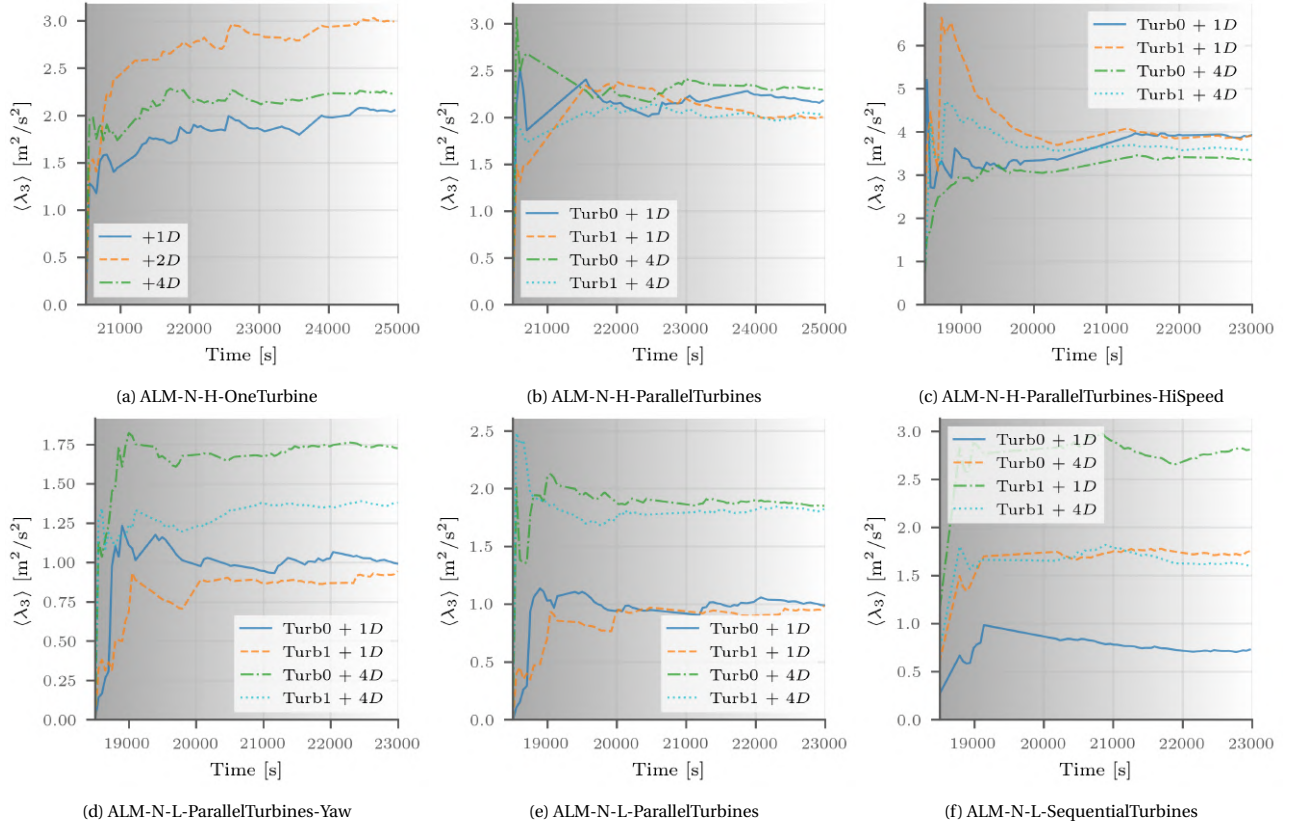 3.0
2.5
2.0
1.5
1.0
0.5
0.0
⟨λ₃⟩ [m²/s²]
+1D
+2D
+4D
21000 22000 23000 24000 25000
Time [s]
(a) ALM-N-H-OneTurbine
3.0
2.5
2.0
1.5
1.0
0.5
0.0
⟨λ₃⟩ [m²/s²]
Turb0 + 1D
Turb1 + 1D
Turb0 + 4D
Turb1 + 4D
21000 22000 23000 24000 25000
Time [s]
(b) ALM-N-H-ParallelTurbines
6
5
4
3
2
1
0
⟨λ₃⟩ [m²/s²]
Turb0 + 1D
Turb1 + 1D
Turb0 + 4D
Turb1 + 4D
19000 20000 21000 22000 23000
Time [s]
(c) ALM-N-H-ParallelTurbines-HiSpeed
1.75
1.50
1.25
1.00
0.75
0.50
0.25
0.00
⟨λ₃⟩ [m²/s²]
Turb0 + 1D
Turb1 + 1D
Turb0 + 4D
Turb1 + 4D
19000 20000 21000 22000 23000
Time [s]
(d) ALM-N-L-ParallelTurbines-Yaw
2.5
2.0
1.5
1.0
0.5
0.0
⟨λ₃⟩ [m²/s²]
Turb0 + 1D
Turb1 + 1D
Turb0 + 4D
Turb1 + 4D
19000 20000 21000 22000 23000
Time [s]
(e) ALM-N-L-ParallelTurbines
3.0
2.5
2.0
1.5
1.0
0.5
0.0
⟨λ₃⟩ [m²/s²]
Turb0 + 1D
Turb0 + 4D
Turb1 + 1D
Turb1 + 4D
19000 20000 21000 22000 23000
Time [s]
(f) ALM-N-L-SequentialTurbines